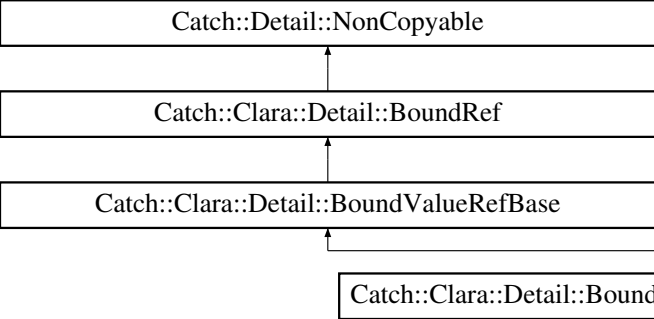 Catch::Detail::NonCopyable
Catch::Clara::Detail::BoundRef
Catch::Clara::Detail::BoundValueRefBase
Catch::Clara::Detail::Bound